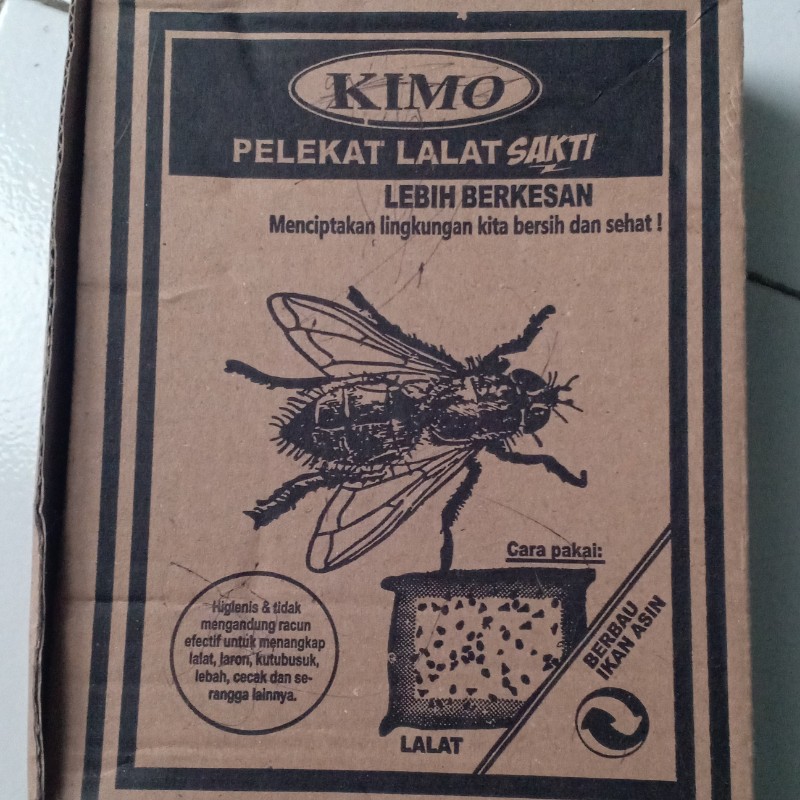 KIMO
PELEKAT LALAT SAKTI
LEBIH BERKESAN
Menciptakan lingkungan kita bersih dan sehat !
Cara pakai:
Higienis & tidak
mengandung racun
efectif untuk menangkap
lalat, laron, kutubusuk,
lebah, cecak dan se-
rangga lainnya.
LALAT
BERBAU
IKAN ASIN